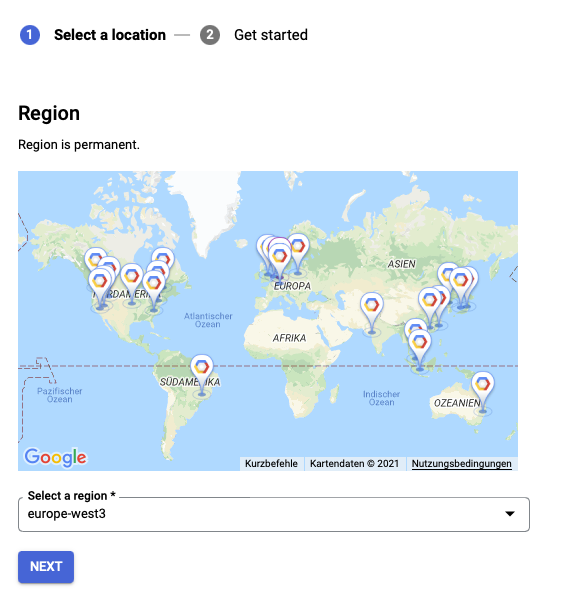 1 Select a location — 2 Get started
Region
Region is permanent.
ASIEN
NORDAMERIKA
EUROPA
Atlantischer
Ozean
AFRIKA
SÜDAMERIKA
Pazifischer
Ozean
Indischer
Ozean
OZEANIEN
Google
Kurzbefehle Kartendaten © 2021 Nutzungsbedingungen
Select a region *
europe-west3
NEXT